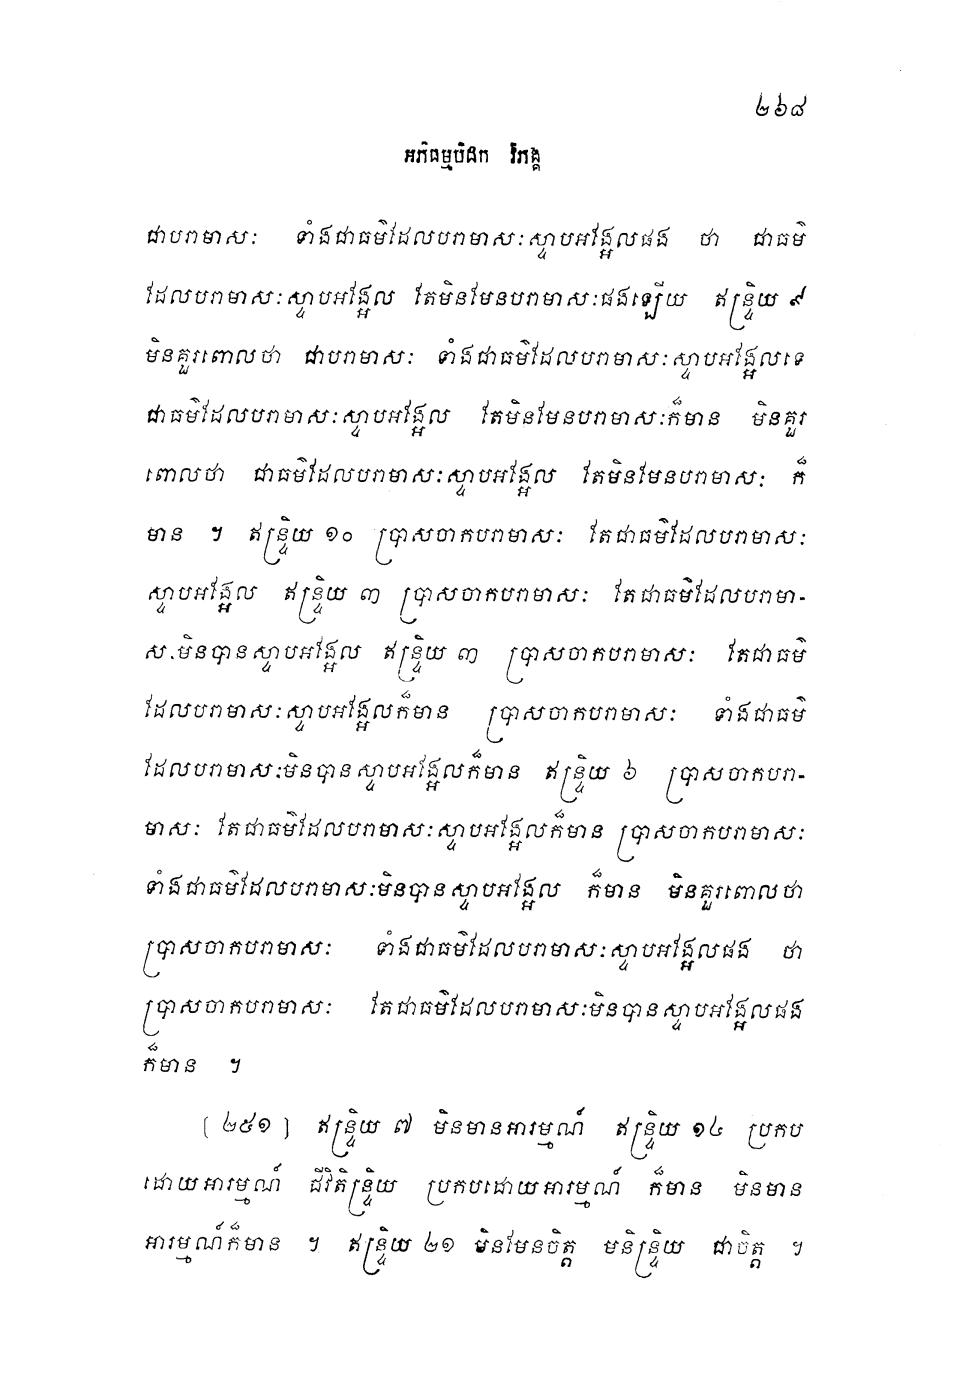 ២៦៨
អភិធម្មបិដក វិភង្គ
ជាបរាមាសៈ ទាំងជាធម៌ដែលបរាមាសៈស្ទាបអង្អែលផង ថា ជាធម៌
ដែលបរាមាសៈស្ទាបអង្អែល តែមិនមែនបរាមាសៈផងឡើយ ឥន្ទ្រិយ ៩
មិនគួរពោលថា ជាបរាមាសៈ ទាំងជាធម៌ដែលបរាមាសៈស្ទាបអង្អែលទេ
ជាធម៌ដែលបរាមាសៈស្ទាបអង្អែល តែមិនមែនបរាមាសៈក៏មាន មិនគួរ
ពោលថា ជាធម៌ដែលបរាមាសៈស្ទាបអង្អែល តែមិនមែនបរាមាសៈ ក៏
មាន ។ ឥន្ទ្រិយ ១០ ប្រាសចាកបរាមាសៈ តែជាធម៌ដែលបរាមាសៈ
ស្ទាបអង្អែល ឥន្ទ្រិយ ៣ ប្រាសចាកបរាមាសៈ តែជាធម៌ដែលបរាមា-
សៈមិនបានស្ទាបអង្អែល ឥន្ទ្រិយ ៣ ប្រាសចាកបរាមាសៈ តែជាធម៌
ដែលបរាមាសៈស្ទាបអង្អែលក៏មាន ប្រាសចាកបរាមាសៈ ទាំងជាធម៌
ដែលបរាមាសៈមិនបានស្ទាបអង្អែលក៏មាន ឥន្ទ្រិយ ៦ ប្រាសចាកបរា-
មាសៈ តែជាធម៌ដែលបរាមាសៈស្ទាបអង្អែលក៏មាន ប្រាសចាកបរាមាសៈ
ទាំងជាធម៌ដែលបរាមាសៈមិនបានស្ទាបអង្អែល ក៏មាន មិនគួរពោលថា
ប្រាសចាកបរាមាសៈ ទាំងជាធម៌ដែលបរាមាសៈស្ទាបអង្អែលផង ថា
ប្រាសចាកបរាមាសៈ តែជាធម៌ដែលបរាមាសៈមិនបានស្ទាបអង្អែលផង
ក៏មាន ។
[២៥១] ឥន្ទ្រិយ ៧ មិនមានអារម្មណ៍ ឥន្ទ្រិយ ១៤ ប្រកប
ដោយអារម្មណ៍ ជីវិតិន្ទ្រិយ ប្រកបដោយអារម្មណ៍ ក៏មាន មិនមាន
អារម្មណ៍ក៏មាន ។ ឥន្ទ្រិយ ២១ មិនមែនចិត្ត មនិន្ទ្រិយ ជាចិត្ត ។